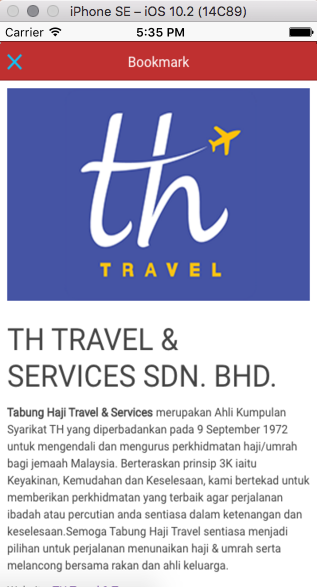 iPhone SE – iOS 10.2 (14C89)
Carrier 5:35 PM
Bookmark
th
TRAVEL
TH TRAVEL &
SERVICES SDN. BHD.
Tabung Haji Travel & Services merupakan Ahli Kumpulan
Syarikat TH yang diperbadankan pada 9 September 1972
untuk mengendali dan mengurus perkhidmatan haji/umrah
bagi jemaah Malaysia. Berteraskan prinsip 3K iaitu
Keyakinan, Kemudahan dan Keselesaan, kami bertekad untuk
memberikan perkhidmatan yang terbaik agar perjalanan
ibadah atau percutian anda sentiasa dalam ketenangan dan
keselesaan.Semoga Tabung Haji Travel sentiasa menjadi
pilihan untuk perjalanan menunaikan haji & umrah serta
melancong bersama rakan dan ahli keluarga.